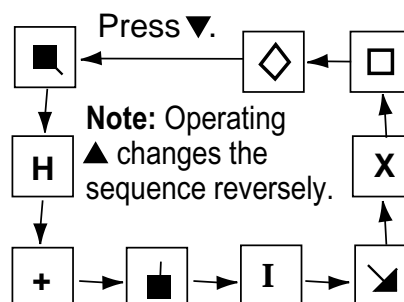 Press ▼.
Note: Operating
▲ changes the
sequence reversely.
H
X
+
I